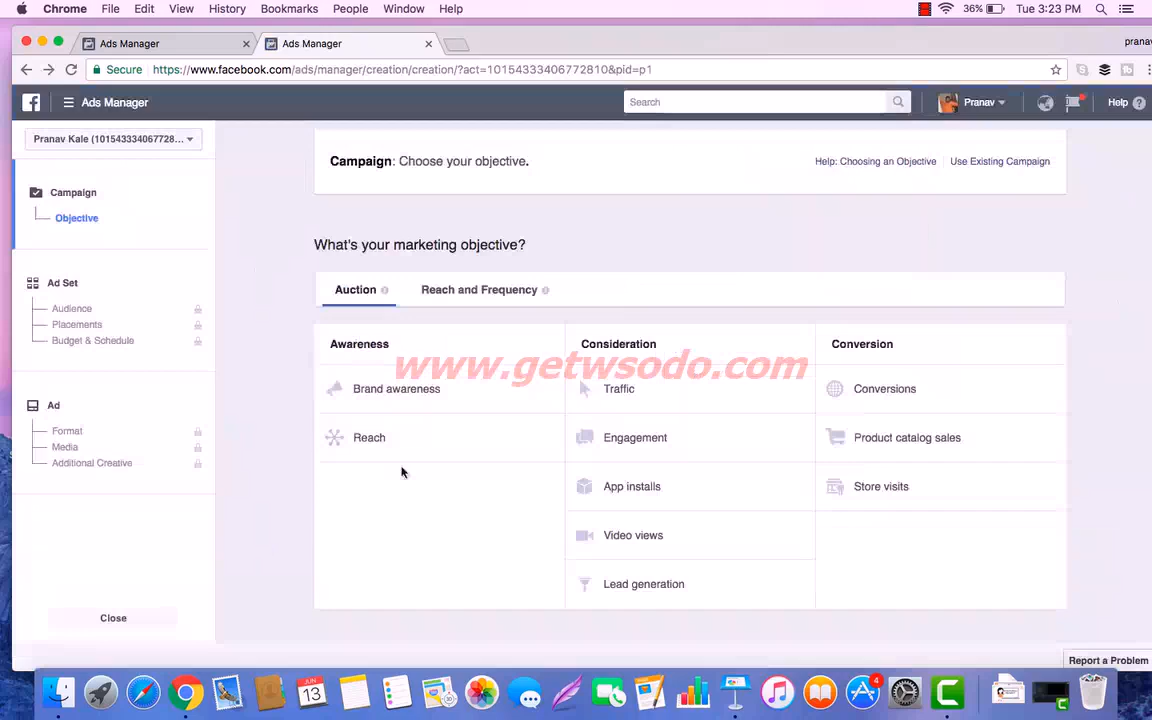 Chrome File Edit View History Bookmarks People Window Help 36% Tue 3:23 PM
Ads Manager Ads Manager pranav
Secure https://www.facebook.com/ads/manager/creation/creation/?act=10154333406772810&pid=p1
Ads Manager Search Pranav Help
Pranav Kale (101543334067728...
Campaign
Objective
Ad Set
Audience
Placements
Budget & Schedule
Ad
Format
Media
Additional Creative
Close
Campaign: Choose your objective.
Help: Choosing an Objective Use Existing Campaign
What's your marketing objective?
Auction Reach and Frequency
Awareness Consideration Conversion
www.getwsodo.com
Brand awareness Traffic Conversions
Reach Engagement Product catalog sales
App installs Store visits
Video views
Lead generation
Report a Problem
JUN
13
4